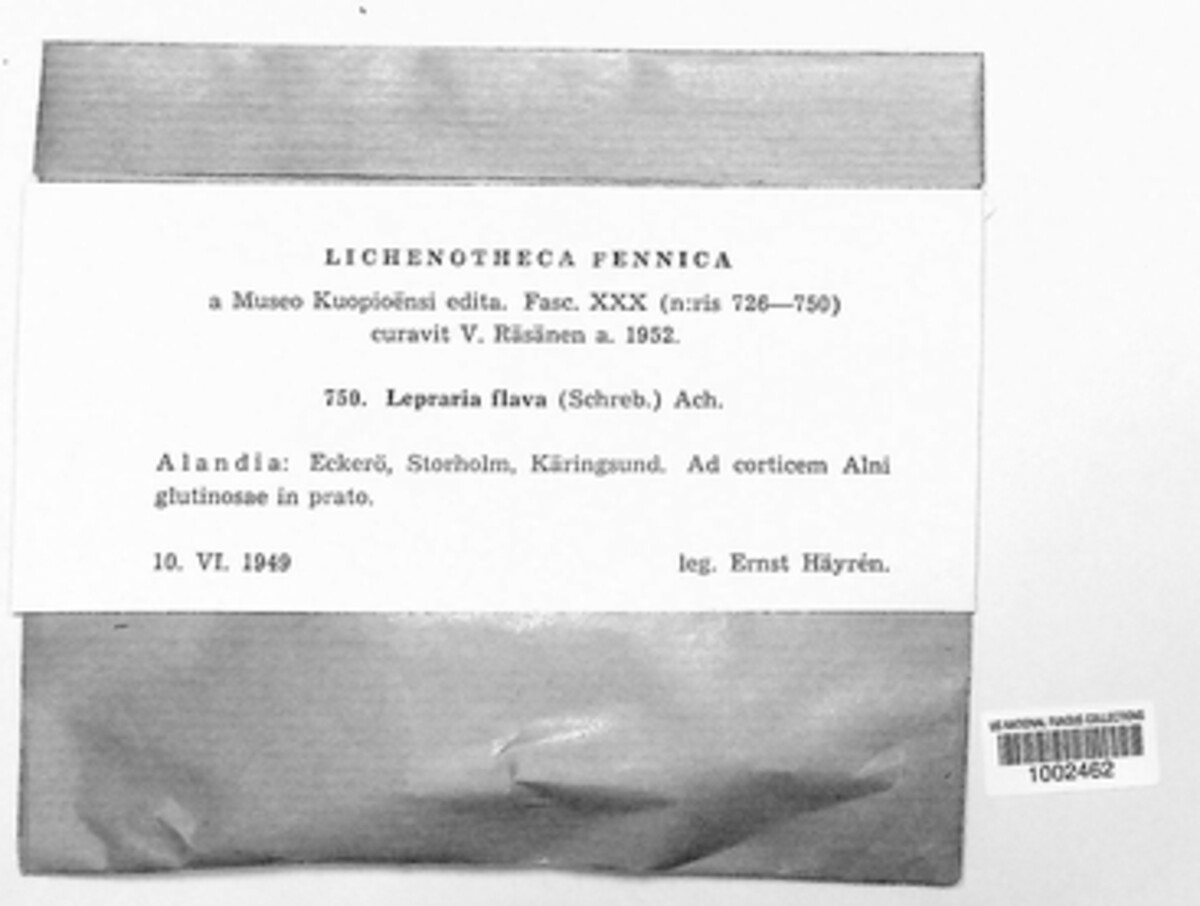 LICHENOTHECA FENNICA
a Museo Kuopioënsi edita. Fasc. XXX (n:ris 726—750)
curavit V. Räsänen a. 1952.
750. Lepraria flava (Schreb.) Ach.
Alandia: Eckerö, Storholm, Käringsund. Ad corticem Alni
glutinosae in prato.
10. VI. 1949 leg. Ernst Häyrén.
US NATIONAL FUNGUS COLLECTIONS
1002462